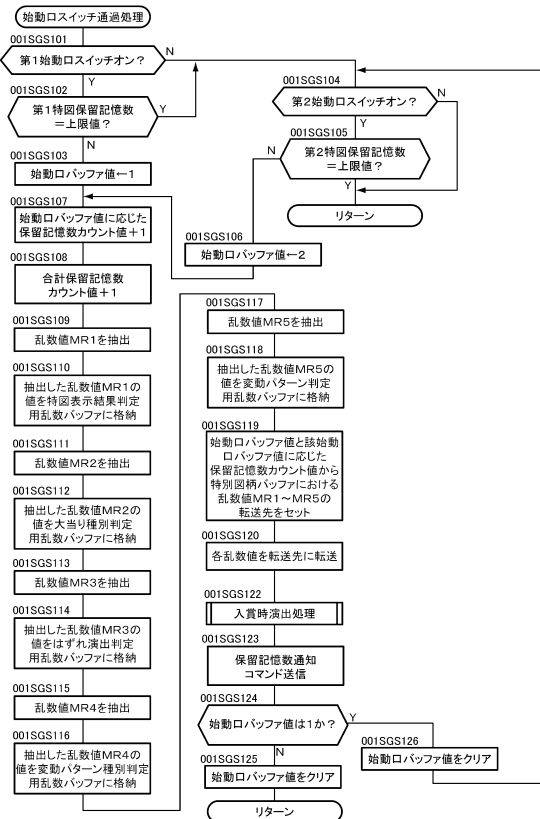 始動口スイッチ通過処理
001SGS101
第1始動口スイッチオン？
N
Y
001SGS102
第1特図保留記憶数
＝上限値？
Y
N
001SGS103
始動口バッファ値←1
001SGS104
第2始動口スイッチオン？
N
Y
001SGS105
第2特図保留記憶数
＝上限値？
N
Y
リターン
001SGS106
始動口バッファ値←2
001SGS107
始動口バッファ値に応じた
保留記憶数カウント値＋1
001SGS108
合計保留記憶数
カウント値＋1
001SGS109
乱数値MR1を抽出
001SGS110
抽出した乱数値MR1の
値を特図表示結果判定
用乱数バッファに格納
001SGS111
乱数値MR2を抽出
001SGS112
抽出した乱数値MR2の
値を大当り種別判定
用乱数バッファに格納
001SGS113
乱数値MR3を抽出
001SGS114
抽出した乱数値MR3の
値をはずれ演出判定
用乱数バッファに格納
001SGS115
乱数値MR4を抽出
001SGS116
抽出した乱数値MR4の
値を変動パターン種別判定
用乱数バッファに格納
001SGS117
乱数値MR5を抽出
001SGS118
抽出した乱数値MR5の
値を変動パターン判定
用乱数バッファに格納
001SGS119
始動口バッファ値と該始動
口バッファ値に応じた
保留記憶数カウント値から
特別図柄バッファにおける
乱数値MR1～MR5の
転送先をセット
001SGS120
各乱数値を転送先に転送
001SGS122
入賞時演出処理
001SGS123
保留記憶数通知
コマンド送信
001SGS124
始動口バッファ値は1か？
Y
N
001SGS125
始動口バッファ値をクリア
001SGS126
始動口バッファ値をクリア
リターン